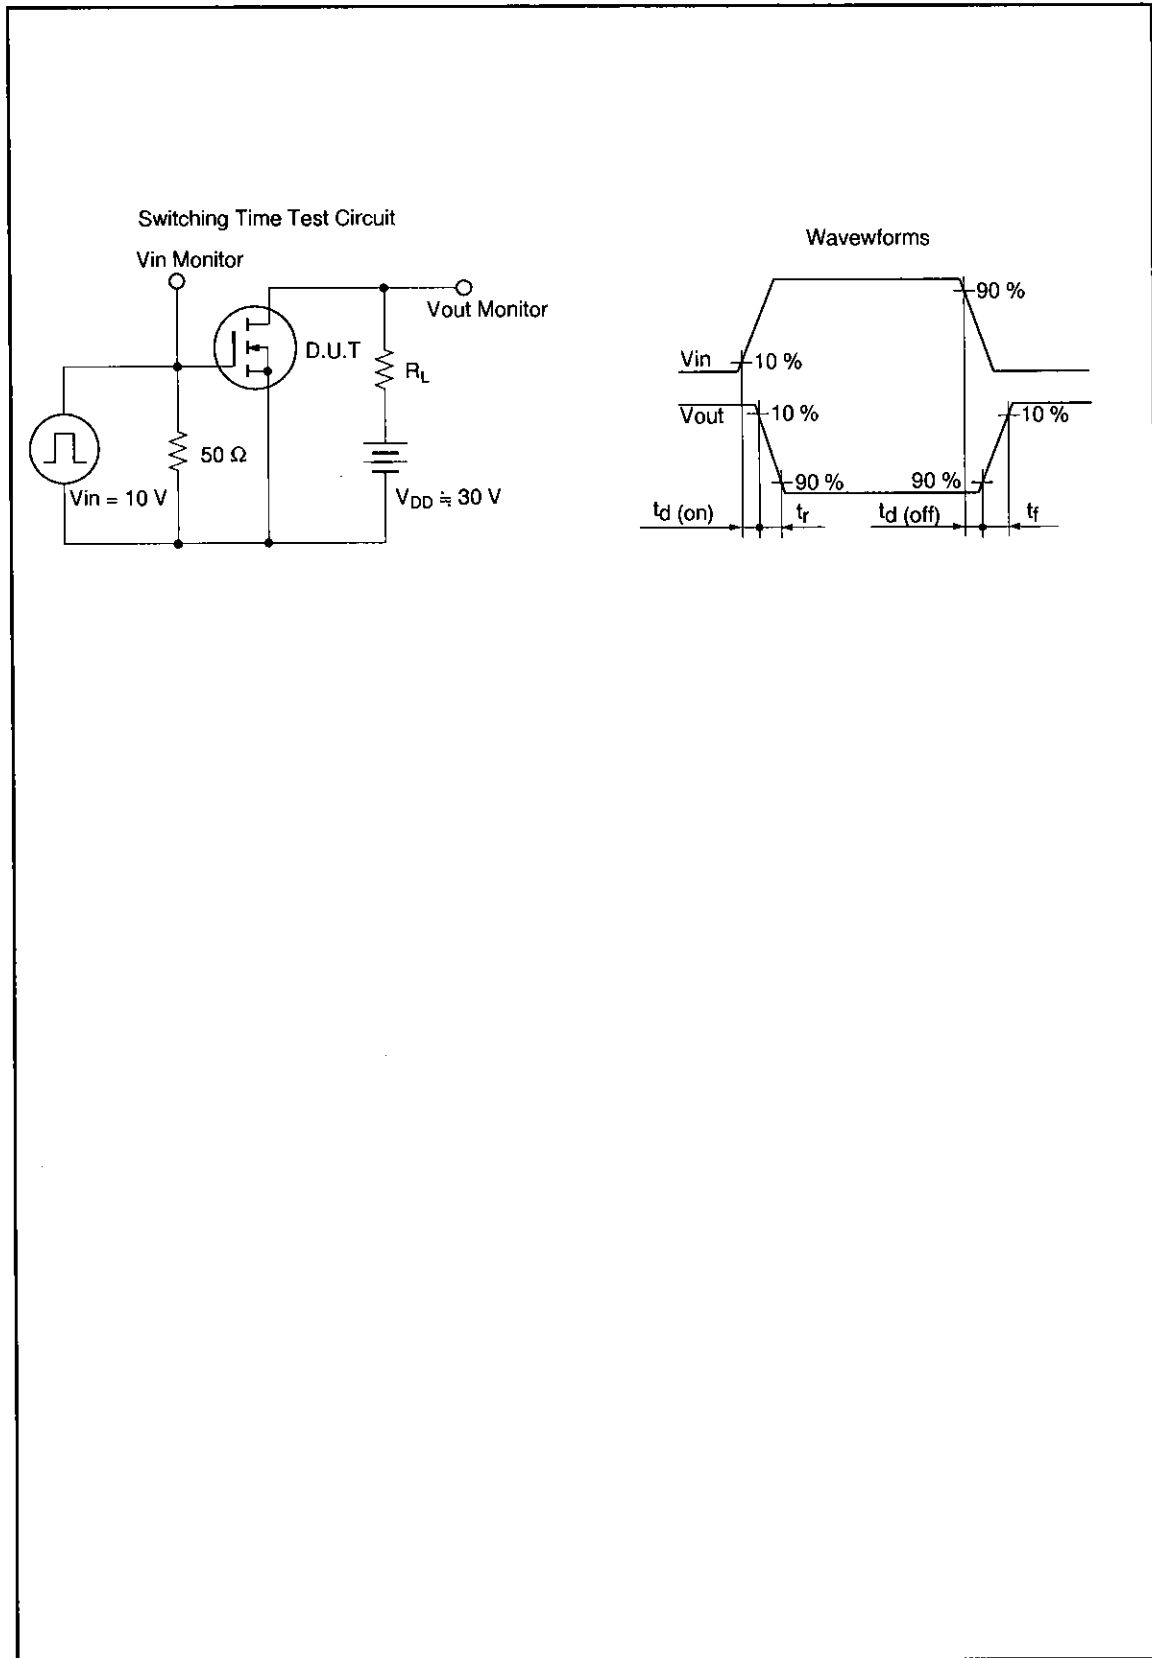 Switching Time Test Circuit
Vin Monitor
Vout Monitor
D.U.T
RL
50 Ω
Vin = 10 V
VDD ≒ 30 V
Wavewforms
90 %
Vin
10 %
Vout
10 %
10 %
90 %
90 %
td (on)
tr
td (off)
tf